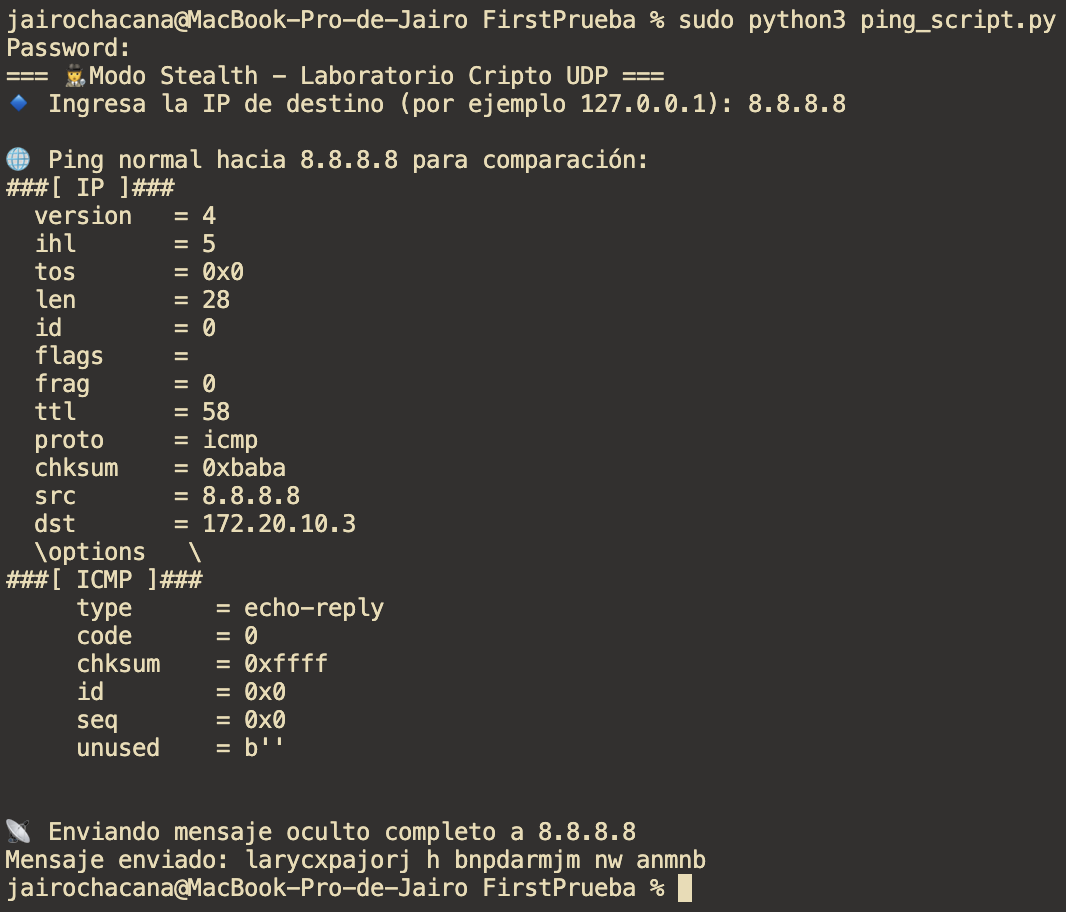 jairochacana@MacBook-Pro-de-Jairo FirstPrueba % sudo python3 ping_script.py
Password:
=== 🕵️Modo Stealth - Laboratorio Cripto UDP ===
🔹 Ingresa la IP de destino (por ejemplo 127.0.0.1): 8.8.8.8

🌐 Ping normal hacia 8.8.8.8 para comparación:
###[ IP ]###
  version   = 4
  ihl       = 5
  tos       = 0x0
  len       = 28
  id        = 0
  flags     =
  frag      = 0
  ttl       = 58
  proto     = icmp
  chksum    = 0xbaba
  src       = 8.8.8.8
  dst       = 172.20.10.3
  \options   \
###[ ICMP ]###
     type      = echo-reply
     code      = 0
     chksum    = 0xffff
     id        = 0x0
     seq       = 0x0
     unused    = b''

📡 Enviando mensaje oculto completo a 8.8.8.8
Mensaje enviado: larycxpajorj h bnpdarmjm nw anmnb
jairochacana@MacBook-Pro-de-Jairo FirstPrueba %